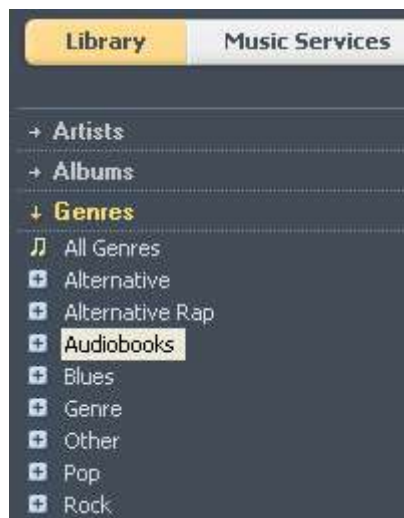 Library Music Services
Artists
Albums
Genres
All Genres
Alternative
Alternative Rap
Audiobooks
Blues
Genre
Other
Pop
Rock